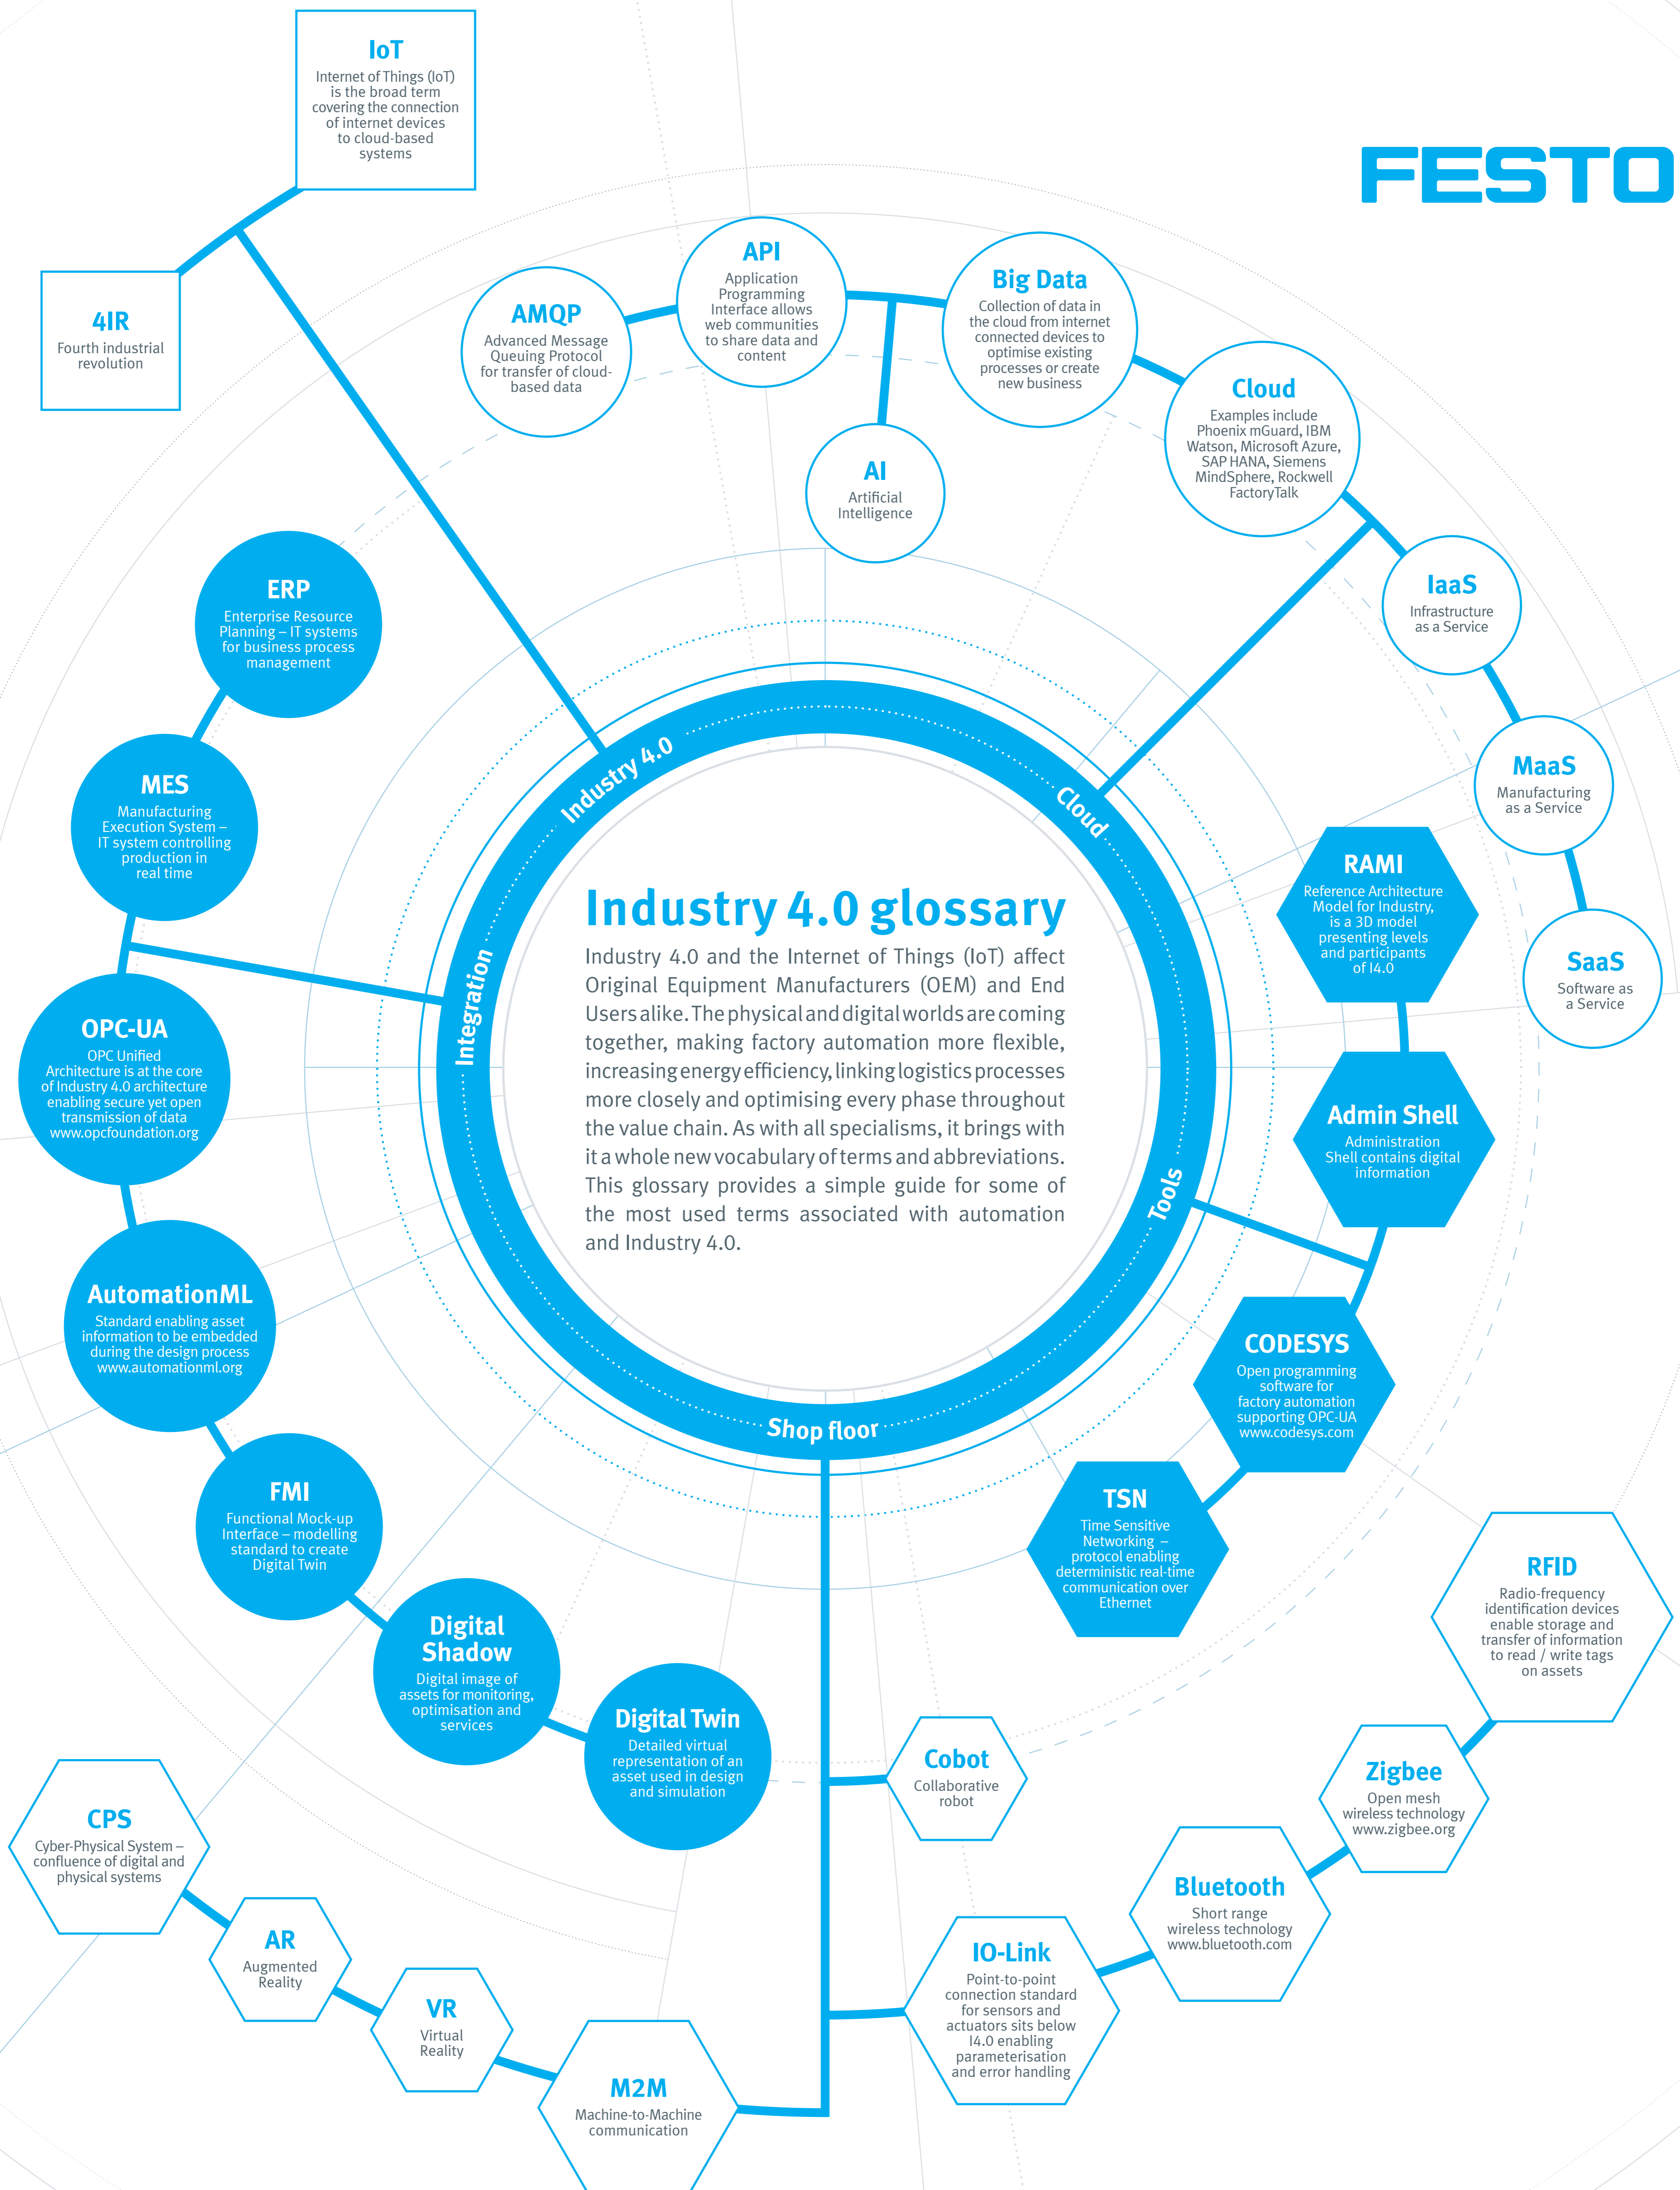 IoT
Internet of Things (IoT)
is the broad term
covering the connection
of internet devices
to cloud-based
systems
FESTO
4IR
Fourth industrial
revolution
AMQP
Advanced Message
Queuing Protocol
for transfer of cloud-
based data
API
Application
Programming
Interface allows
web communities
to share data and
content
Big Data
Collection of data in
the cloud from internet
connected devices to
optimise existing
processes or create
new business
Cloud
Examples include
Phoenix mGuard, IBM
Watson, Microsoft Azure,
SAP HANA, Siemens
MindSphere, Rockwell
FactoryTalk
AI
Artificial
Intelligence
IaaS
Infrastructure
as a Service
MaaS
Manufacturing
as a Service
SaaS
Software as
a Service
ERP
Enterprise Resource
Planning – IT systems
for business process
management
MES
Manufacturing
Execution System –
IT system controlling
production in
real time
OPC-UA
OPC Unified
Architecture is at the core
of Industry 4.0 architecture
enabling secure yet open
transmission of data
www.opcfoundation.org
AutomationML
Standard enabling asset
information to be embedded
during the design process
www.automationml.org
FMI
Functional Mock-up
Interface – modelling
standard to create
Digital Twin
Digital
Shadow
Digital image of
assets for monitoring,
optimisation and
services
Digital Twin
Detailed virtual
representation of an
asset used in design
and simulation
Industry 4.0
Cloud
Integration
Tools
Shop floor
Industry 4.0 glossary
Industry 4.0 and the Internet of Things (IoT) affect
Original Equipment Manufacturers (OEM) and End
Users alike. The physical and digital worlds are coming
together, making factory automation more flexible,
increasing energy efficiency, linking logistics processes
more closely and optimising every phase throughout
the value chain. As with all specialisms, it brings with
it a whole new vocabulary of terms and abbreviations.
This glossary provides a simple guide for some of
the most used terms associated with automation
and Industry 4.0.
RAMI
Reference Architecture
Model for Industry,
is a 3D model
presenting levels
and participants
of I4.0
Admin Shell
Administration
Shell contains digital
information
CODESYS
Open programming
software for
factory automation
supporting OPC-UA
www.codesys.com
TSN
Time Sensitive
Networking –
protocol enabling
deterministic real-time
communication over
Ethernet
RFID
Radio-frequency
identification devices
enable storage and
transfer of information
to read / write tags
on assets
Zigbee
Open mesh
wireless technology
www.zigbee.org
Bluetooth
Short range
wireless technology
www.bluetooth.com
Cobot
Collaborative
robot
IO-Link
Point-to-point
connection standard
for sensors and
actuators sits below
I4.0 enabling
parameterisation
and error handling
CPS
Cyber-Physical System –
confluence of digital and
physical systems
AR
Augmented
Reality
VR
Virtual
Reality
M2M
Machine-to-Machine
communication